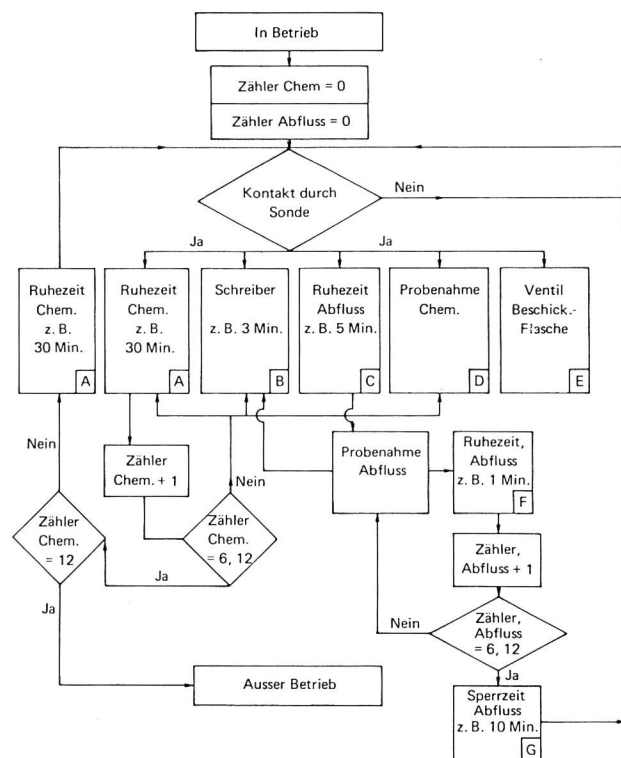 In Betrieb
Zähler Chem = 0
Zähler Abfluss = 0
Kontakt durch
Sonde
Nein
Ja
Ja
Ruhezeit
Chem.
z. B.
30 Min.
A
Ruhezeit
Chem.
z. B.
30 Min.
A
Schreiber
z. B. 3 Min.
B
Ruhezeit
Abfluss
z. B. 5 Min.
C
Probenahme
Chem.
D
Ventil
Beschick.-
Flasche
E
Nein
Zähler
Chem. + 1
Nein
Probenahme
Abfluss
Ruhezeit,
Abfluss
z. B. 1 Min.
F
Zähler
Chem.
= 12
Zähler
Chem.
= 6, 12
Ja
Zähler,
Abfluss + 1
Ja
Nein
Zähler,
Abfluss
= 6, 12
Ja
Ausser Betrieb
Sperrzeit
Abfluss
z. B. 10 Min.
G